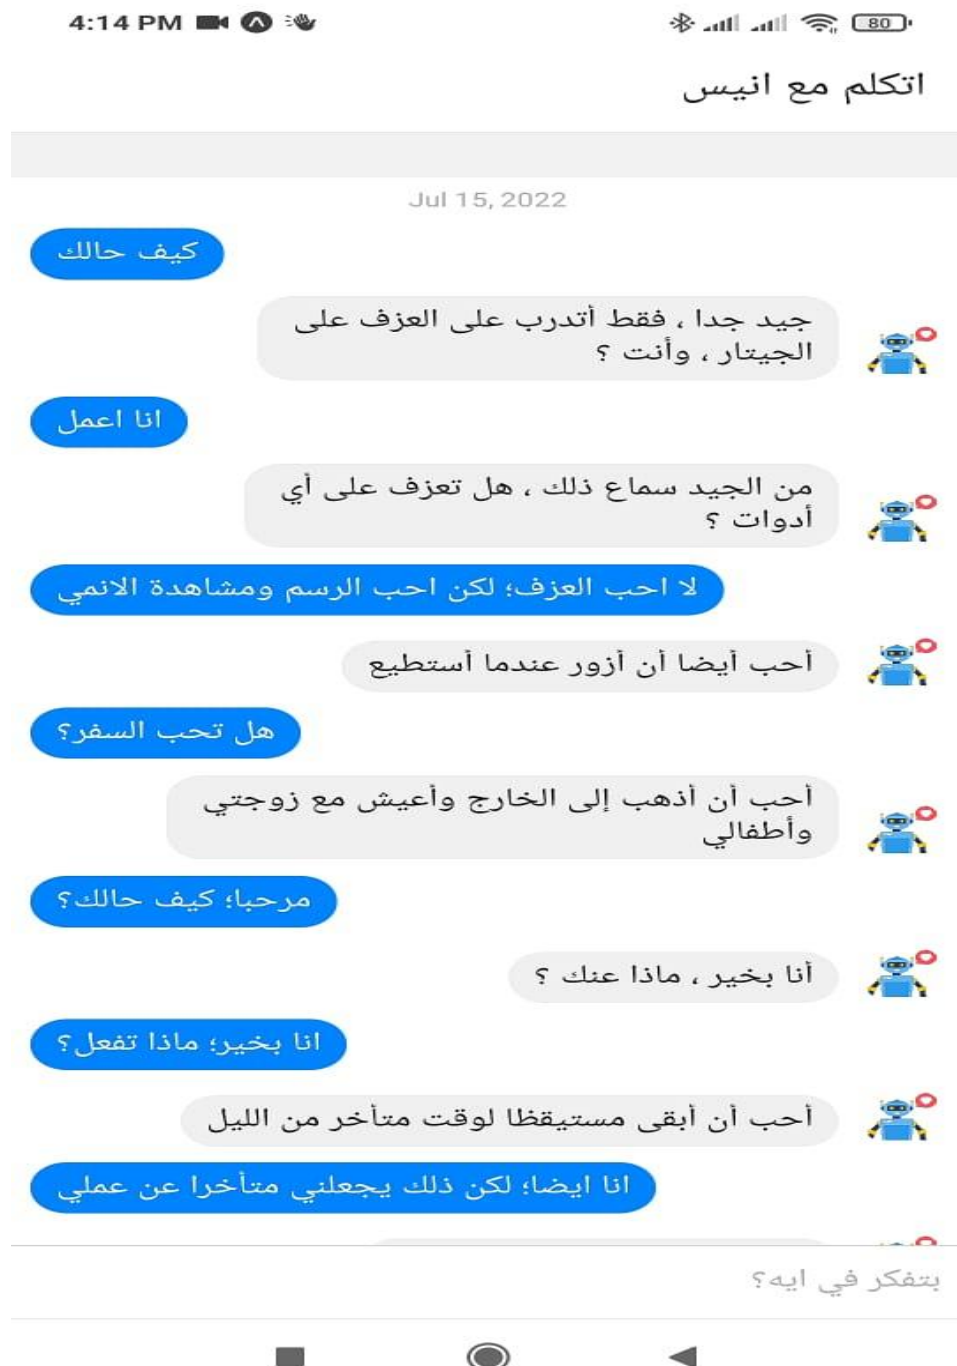 4:14 PM
80
اتكلم مع انيس
Jul 15, 2022
كيف حالك
جيد جدا ، فقط أتدرب على العزف على
الجيتار ، وأنت ؟
انا اعمل
من الجيد سماع ذلك ، هل تعزف على أي
أدوات ؟
لا احب العزف؛ لكن احب الرسم ومشاهدة الانمي
أحب أيضا أن أزور عندما أستطيع
هل تحب السفر؟
أحب أن أذهب إلى الخارج وأعيش مع زوجتي
وأطفالي
مرحبا؛ كيف حالك؟
أنا بخير ، ماذا عنك ؟
انا بخير؛ ماذا تفعل؟
أحب أن أبقى مستيقظا لوقت متأخر من الليل
انا ايضا؛ لكن ذلك يجعلني متأخرا عن عملي
بتفكر في ايه؟